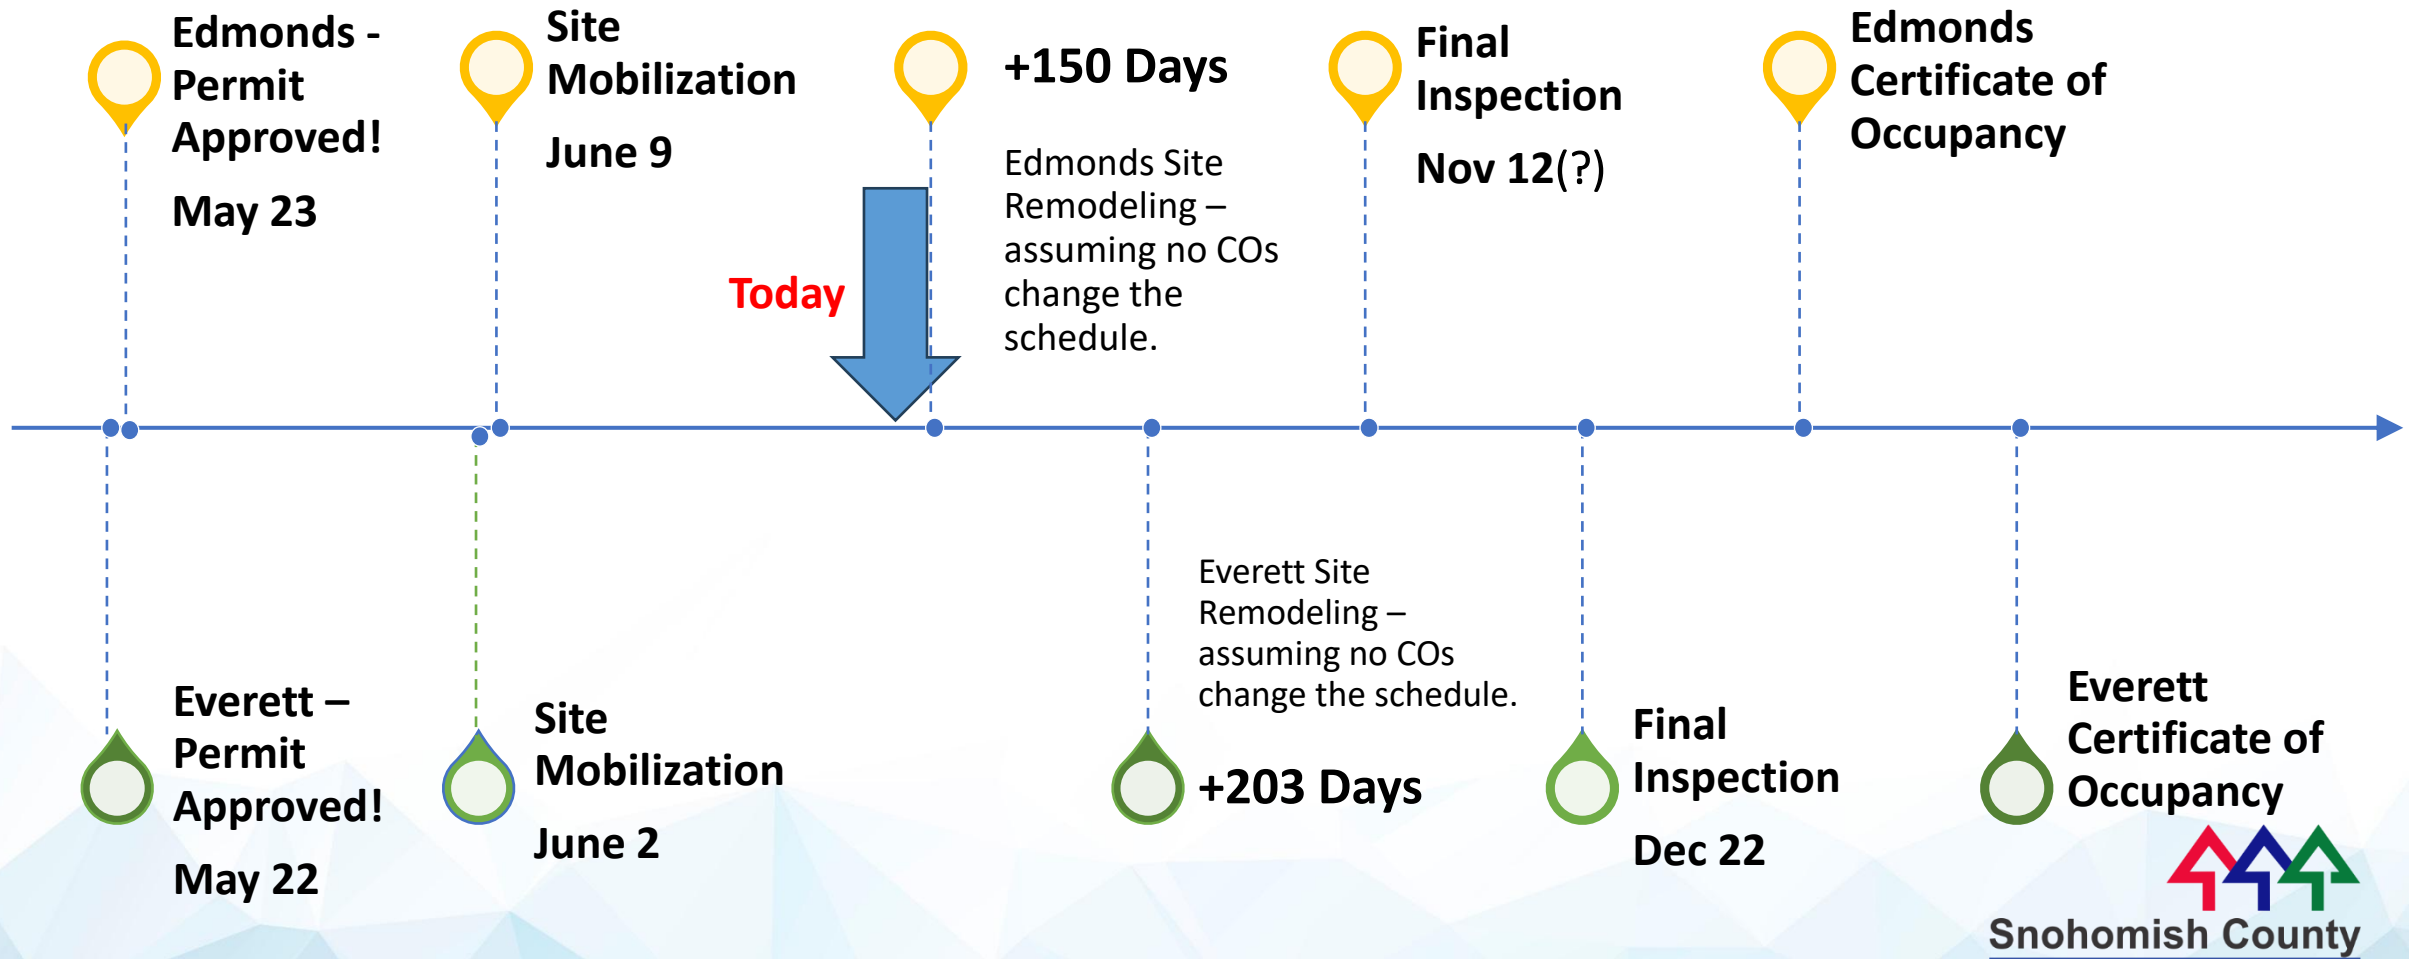 Edmonds -
Permit
Approved!
May 23
Site
Mobilization
June 9
+150 Days
Edmonds Site
Remodeling –
assuming no COs
change the
schedule.
Final
Inspection
Nov 12(?)
Edmonds
Certificate of
Occupancy
Today
Everett –
Permit
Approved!
May 22
Site
Mobilization
June 2
Everett Site
Remodeling –
assuming no COs
change the schedule.
+203 Days
Final
Inspection
Dec 22
Everett
Certificate of
Occupancy
Snohomish County